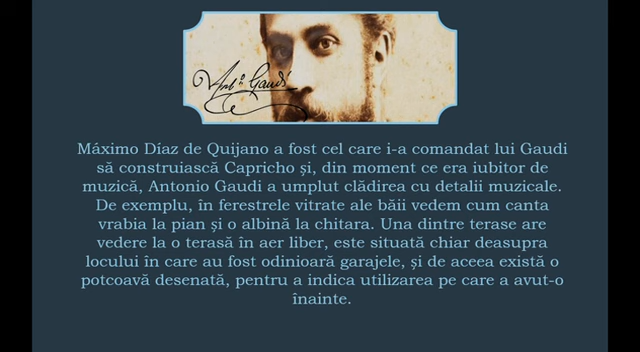 Antº Gaudí
Máximo Díaz de Quijano a fost cel care i-a comandat lui Gaudi
să construiască Capricho și, din moment ce era iubitor de
muzică, Antonio Gaudi a umplut clădirea cu detalii muzicale.
De exemplu, în ferestrele vitrate ale băii vedem cum canta
vrabia la pian și o albină la chitara. Una dintre terase are
vedere la o terasă în aer liber, este situată chiar deasupra
locului în care au fost odinioară garajele, și de aceea există o
potcoavă desenată, pentru a indica utilizarea pe care a avut-o
înainte.